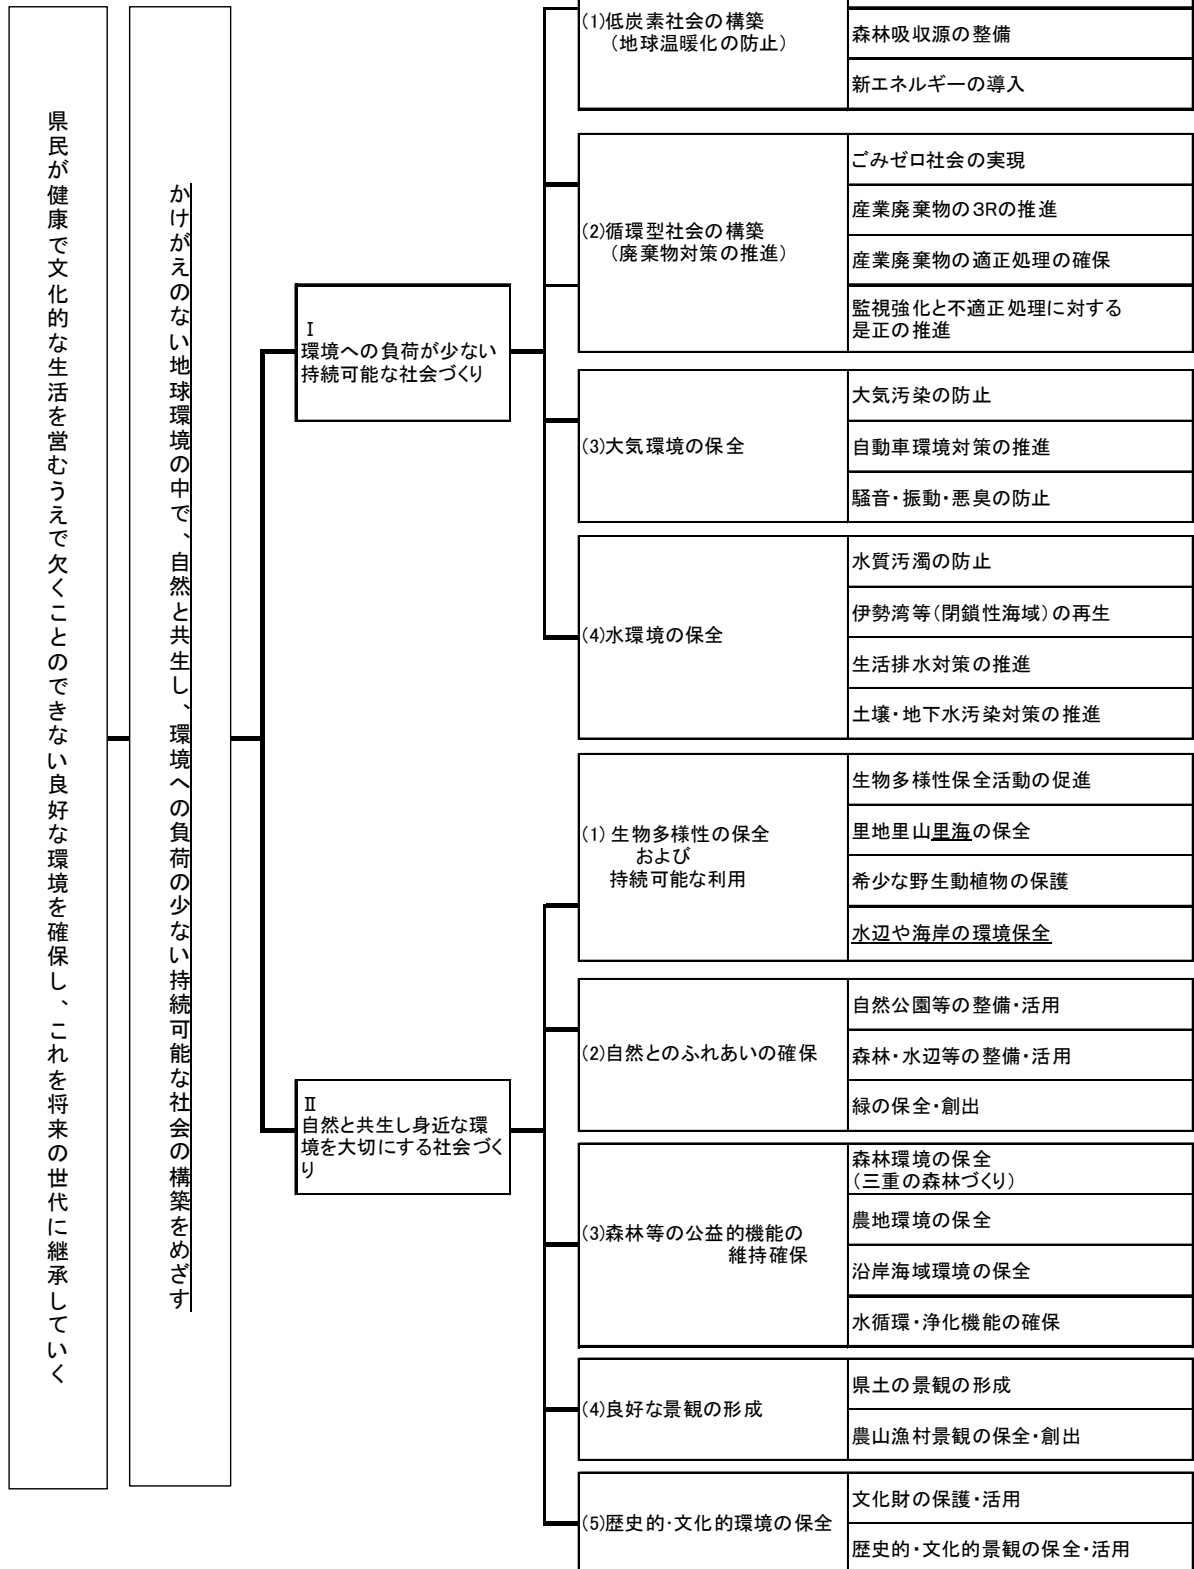 県民が健康で文化的な生活を営むうえで欠くことのできない良好な環境を確保し、これを将来の世代に継承していく
かけがえのない地球環境の中で、自然と共生し、環境への負荷の少ない持続可能な社会の構築をめざす
Ⅰ
環境への負荷が少ない
持続可能な社会づくり
(1)低炭素社会の構築
(地球温暖化の防止)
森林吸収源の整備
新エネルギーの導入
(2)循環型社会の構築
(廃棄物対策の推進)
ごみゼロ社会の実現
産業廃棄物の3Rの推進
産業廃棄物の適正処理の確保
監視強化と不適正処理に対する
是正の推進
(3)大気環境の保全
大気汚染の防止
自動車環境対策の推進
騒音・振動・悪臭の防止
(4)水環境の保全
水質汚濁の防止
伊勢湾等(閉鎖性海域)の再生
生活排水対策の推進
土壌・地下水汚染対策の推進
Ⅱ
自然と共生し身近な環
境を大切にする社会づく
り
(1) 生物多様性の保全
および
持続可能な利用
生物多様性保全活動の促進
里地里山里海の保全
希少な野生動植物の保護
水辺や海岸の環境保全
(2)自然とのふれあいの確保
自然公園等の整備・活用
森林・水辺等の整備・活用
緑の保全・創出
(3)森林等の公益的機能の
維持確保
森林環境の保全
(三重の森林づくり)
農地環境の保全
沿岸海域環境の保全
水循環・浄化機能の確保
(4)良好な景観の形成
県土の景観の形成
農山漁村景観の保全・創出
(5)歴史的・文化的環境の保全
文化財の保護・活用
歴史的・文化的景観の保全・活用